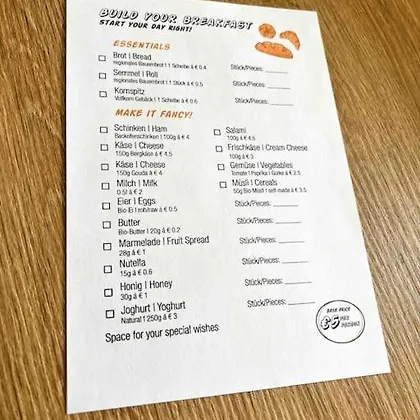 BUILD YOUR BREAKFAST
START YOUR DAY RIGHT!
ESSENTIALS
Brot | Bread
regionales Bauernbrot | 1 Scheibe à € 0.4 Stück/Pieces:
Semmel | Roll
regionales Bauernbrot | 1 Stück à € 0.5 Stück/Pieces:
Kornspitz
Vollkorn Gebäck | 1 Scheibe à € 0.6 Stück/Pieces:
MAKE IT FANCY!
Schinken | Ham
Backofenschinken | 100g à € 4
Salami
100g à € 4.5
Käse | Cheese
150g Bergkäse à € 4.5
Frischkäse | Cream Cheese
100g à € 3
Käse | Cheese
150g Gouda à € 4
Gemüse | Vegetables
Tomate | Paprika | Gurke à € 2.5
Milch | Milk
0.5l à € 2
Müsli | Cereals
50g Bio Müsli | self-made à € 3.5
Eier | Eggs
Bio-Ei | roh/raw à € 0.5 Stück/Pieces:
Butter
Bio-Butter | 20g à € 0.2 Stück/Pieces:
Marmelade | Fruit Spread
28g à € 1 Stück/Pieces:
Nutella
15g à € 0.6 Stück/Pieces:
Honig | Honey
30g à € 1 Stück/Pieces:
Joghurt | Yoghurt
Natural | 250g à € 3 Stück/Pieces:
Space for your special wishes
BASE PRICE
€5 PER
PERSON